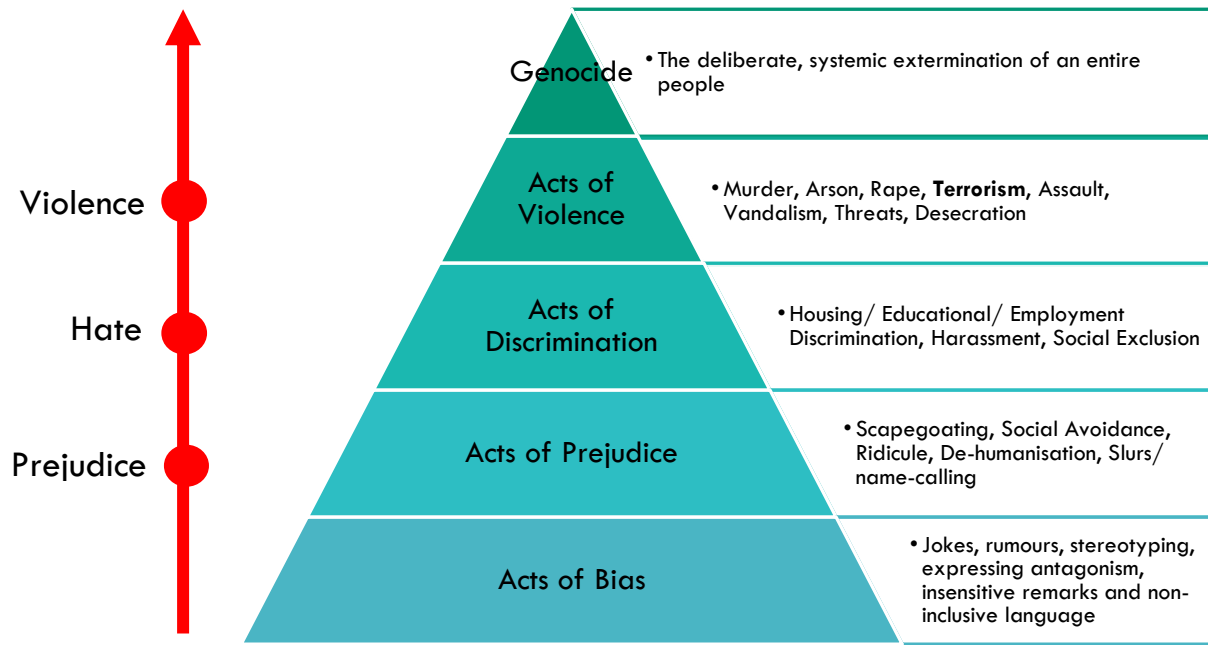 Genocide
• The deliberate, systemic extermination of an entire
people
Violence
Acts of
Violence
• Murder, Arson, Rape, Terrorism, Assault,
Vandalism, Threats, Desecration
Hate
Acts of
Discrimination
• Housing/ Educational/ Employment
Discrimination, Harassment, Social Exclusion
Prejudice
Acts of Prejudice
• Scapegoating, Social Avoidance,
Ridicule, De-humanisation, Slurs/
name-calling
Acts of Bias
• Jokes, rumours, stereotyping,
expressing antagonism,
insensitive remarks and non-
inclusive language